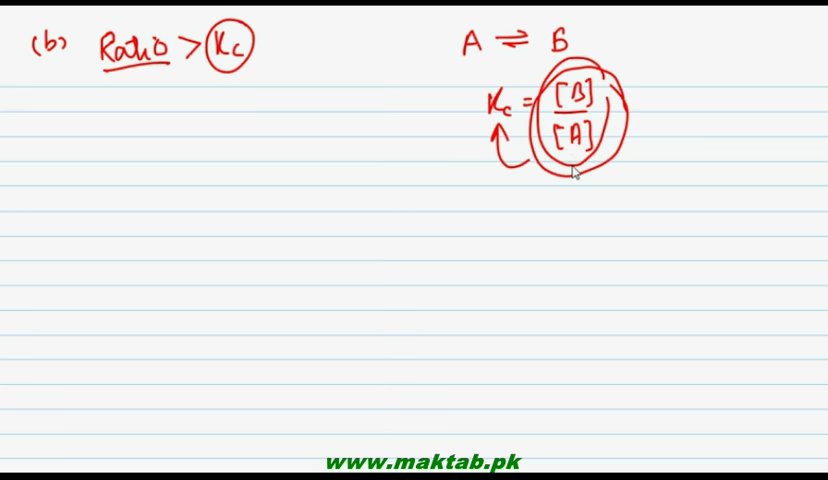 (b) Ratio > Kc
A ⇌ B
Kc = [B]
[A]
www.maktab.pk